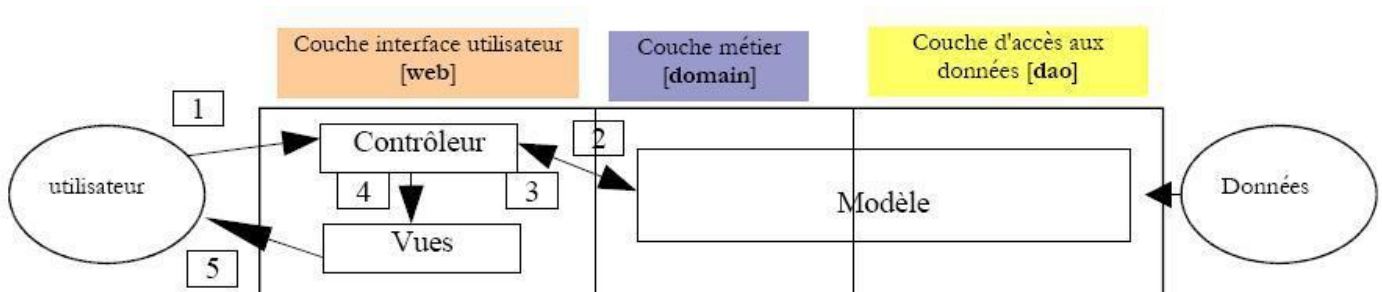 Couche interface utilisateur
[web]
Couche métier
[domain]
Couche d'accès aux
données [dao]
1
Contrôleur
2
utilisateur
4
3
Modèle
Données
Vues
5